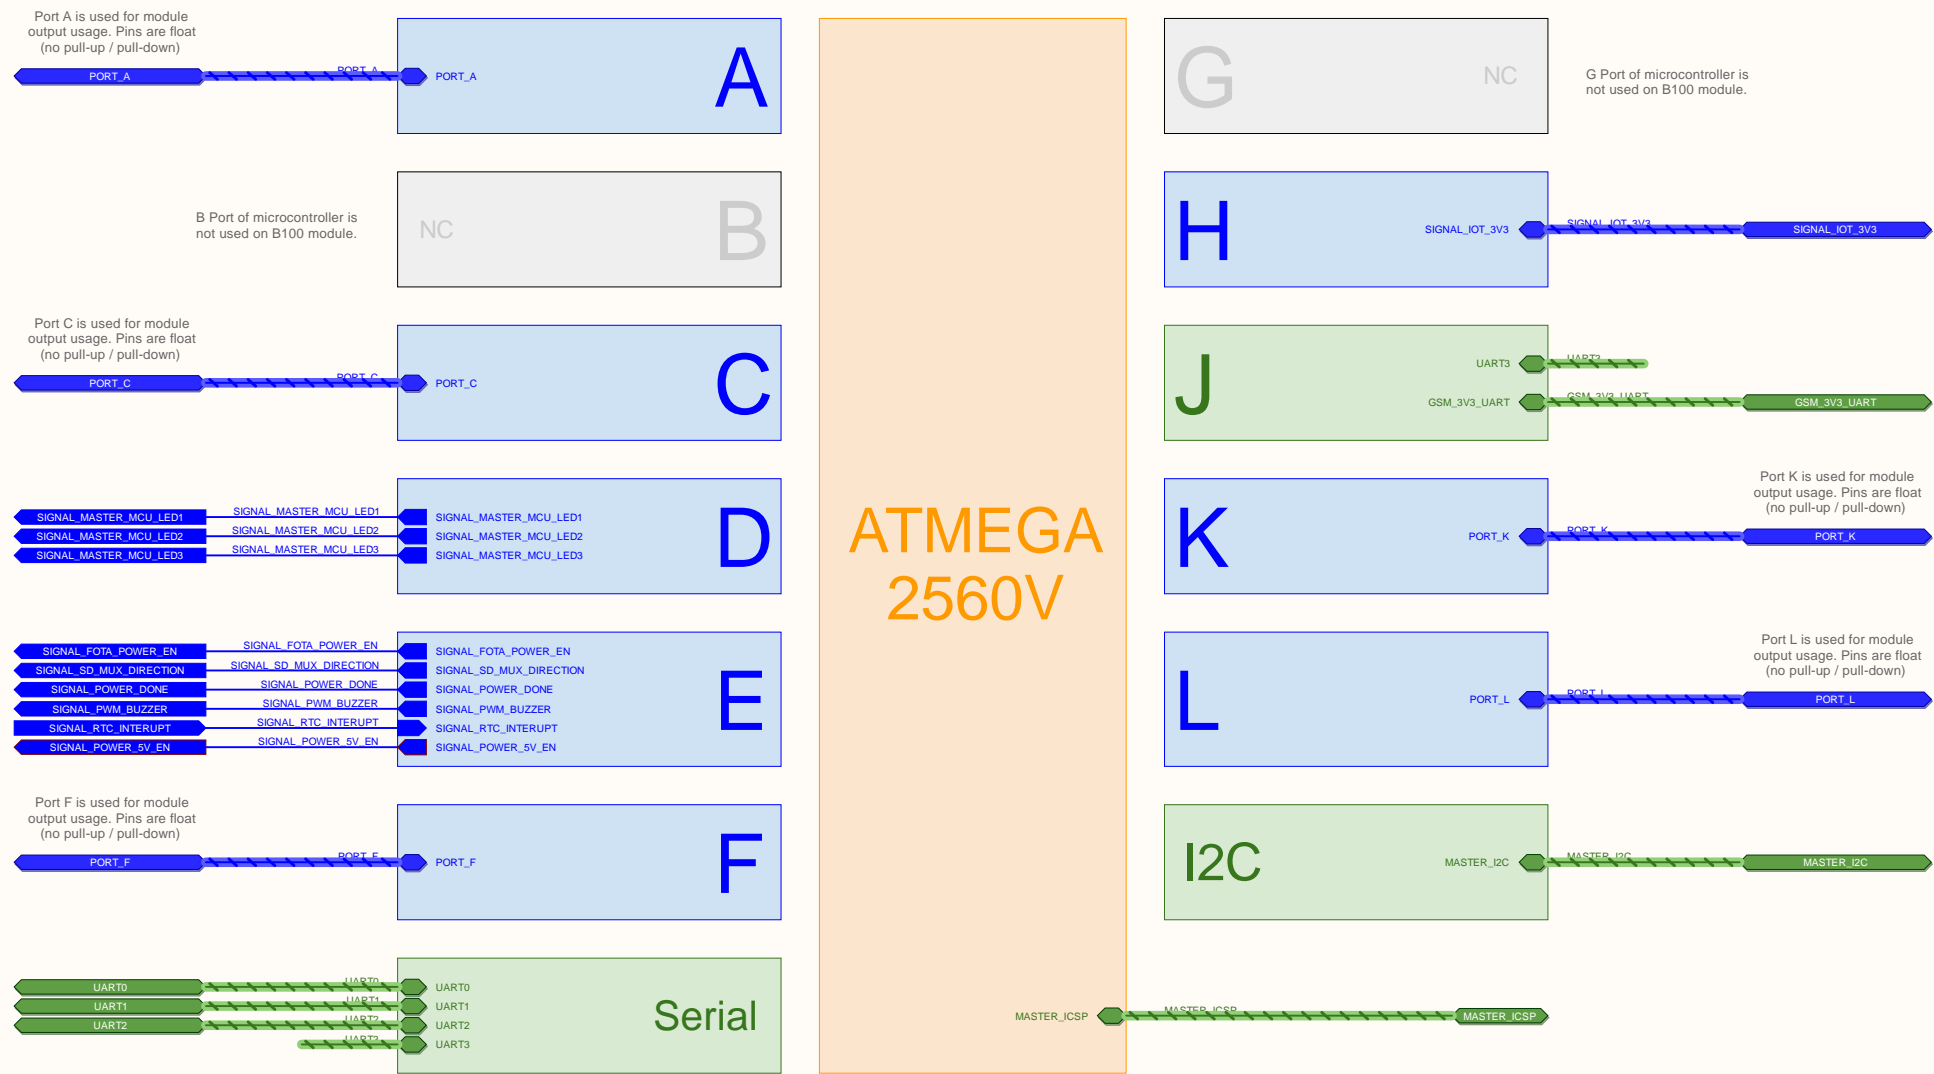 Port A is used for module
output usage. Pins are float
(no pull-up / pull-down)
PORT_A
PORT_A
PORT_A
A
B Port of microcontroller is
not used on B100 module.
NC
B
Port C is used for module
output usage. Pins are float
(no pull-up / pull-down)
PORT_C
PORT_C
PORT_C
C
SIGNAL_MASTER_MCU_LED1
SIGNAL_MASTER_MCU_LED1
SIGNAL_MASTER_MCU_LED1
SIGNAL_MASTER_MCU_LED2
SIGNAL_MASTER_MCU_LED2
SIGNAL_MASTER_MCU_LED2
SIGNAL_MASTER_MCU_LED3
SIGNAL_MASTER_MCU_LED3
SIGNAL_MASTER_MCU_LED3
D
SIGNAL_FOTA_POWER_EN
SIGNAL_FOTA_POWER_EN
SIGNAL_FOTA_POWER_EN
SIGNAL_SD_MUX_DIRECTION
SIGNAL_SD_MUX_DIRECTION
SIGNAL_SD_MUX_DIRECTION
SIGNAL_POWER_DONE
SIGNAL_POWER_DONE
SIGNAL_POWER_DONE
SIGNAL_PWM_BUZZER
SIGNAL_PWM_BUZZER
SIGNAL_PWM_BUZZER
SIGNAL_RTC_INTERUPT
SIGNAL_RTC_INTERUPT
SIGNAL_RTC_INTERUPT
SIGNAL_POWER_5V_EN
SIGNAL_POWER_5V_EN
SIGNAL_POWER_5V_EN
E
Port F is used for module
output usage. Pins are float
(no pull-up / pull-down)
PORT_F
PORT_F
PORT_F
F
UART0
UART0
UART0
UART1
UART1
UART1
UART2
UART2
UART2
UART3
UART3
Serial
ATMEGA
2560V
MASTER_ICSP
MASTER_ICSP
MASTER_ICSP
G
NC
G Port of microcontroller is
not used on B100 module.
H
SIGNAL_IOT_3V3
SIGNAL_IOT_3V3
SIGNAL_IOT_3V3
J
UART3
UART3
GSM_3V3_UART
GSM_3V3_UART
GSM_3V3_UART
Port K is used for module
output usage. Pins are float
(no pull-up / pull-down)
K
PORT_K
PORT_K
PORT_K
Port L is used for module
output usage. Pins are float
(no pull-up / pull-down)
L
PORT_L
PORT_L
PORT_L
I2C
MASTER_I2C
MASTER_I2C
MASTER_I2C